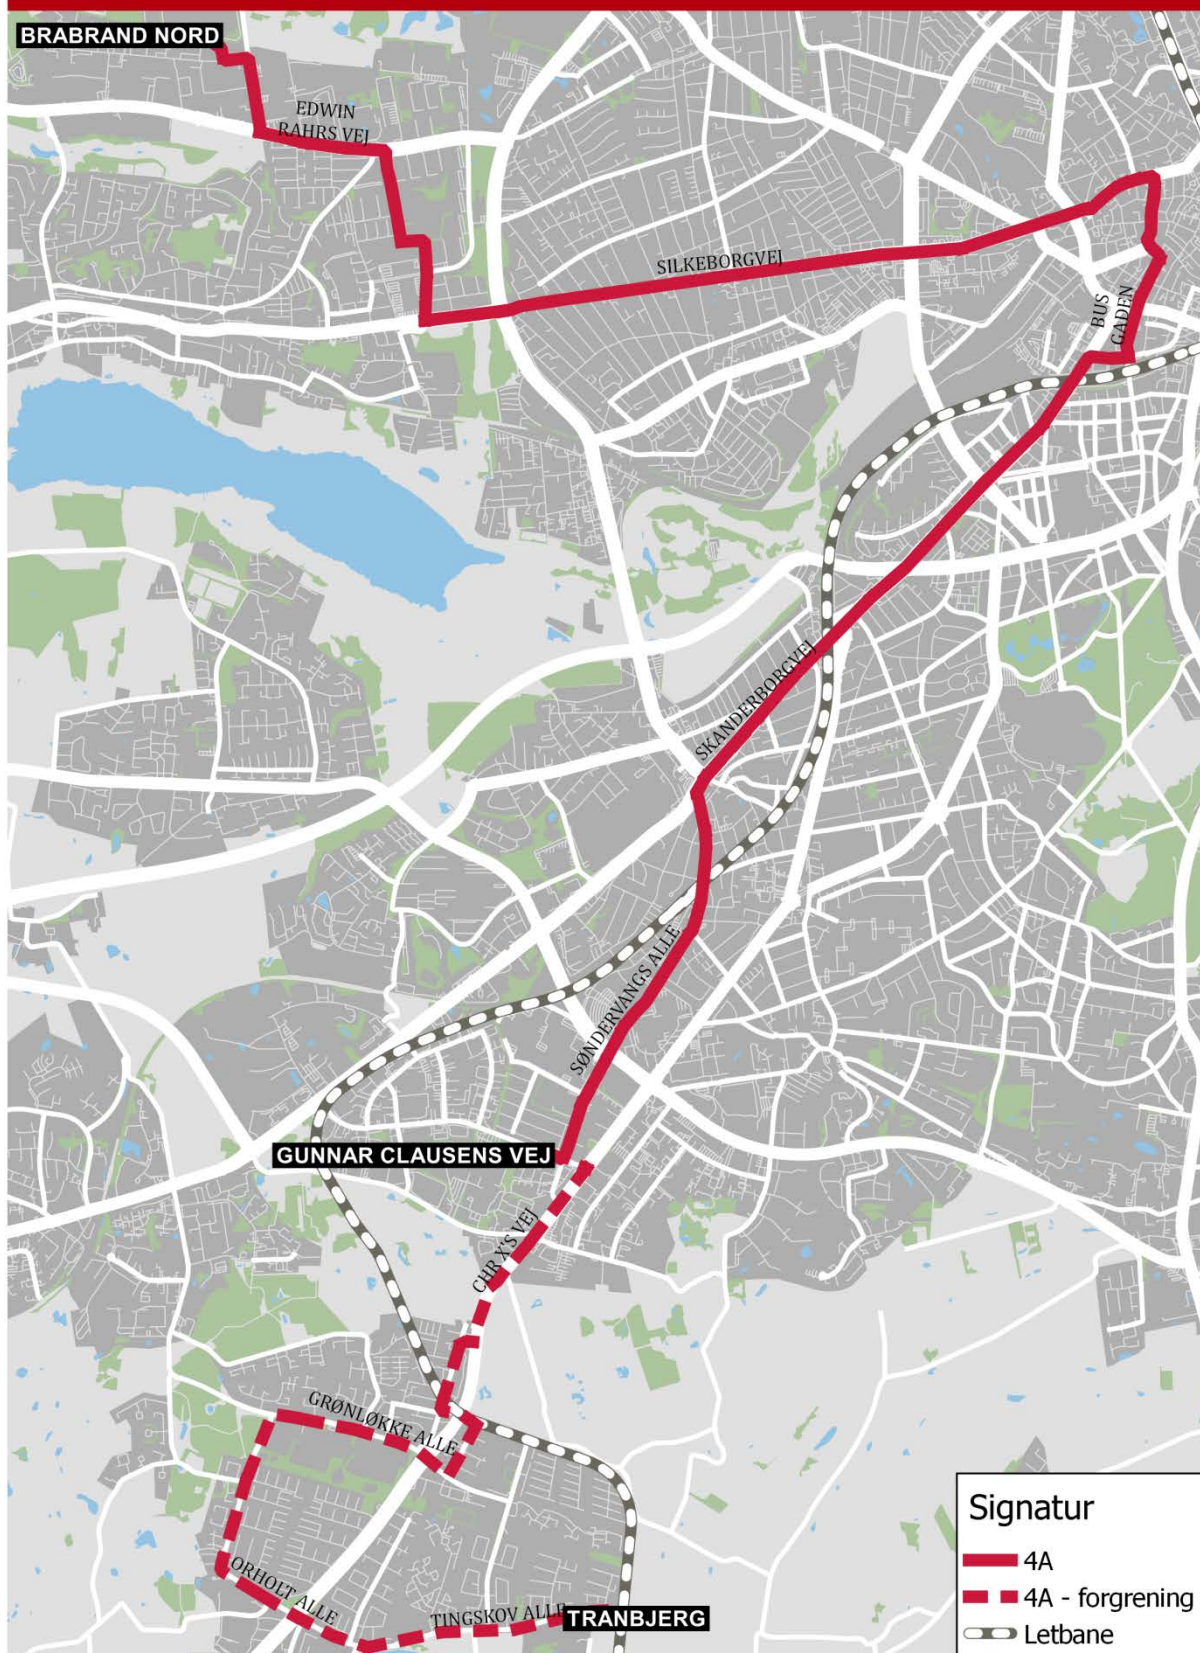 BRABRAND NORD
EDWIN
RAHRS VEJ
SILKEBORGVEJ
BUS
GADEN
SKANDERBORGVEJ
SØNDERVANGS ALLE
GUNNAR CLAUSENS VEJ
CHR X'S VEJ
GRØNLØKKE ALLE
ORHOLT ALLE
TINGSKOV ALLE
TRANBJERG
Signatur
4A
4A - forgrening
Letbane